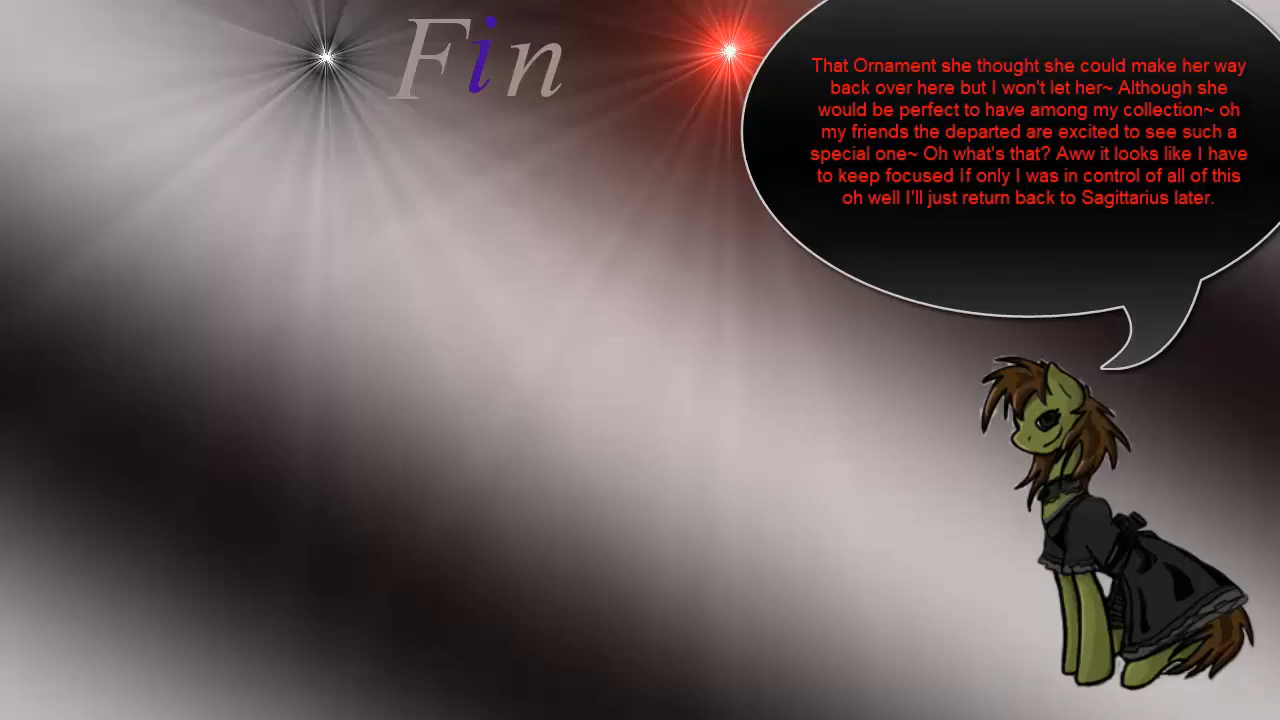 Fin
That Ornament she thought she could make her way
back over here but I won't let her~ Although she
would be perfect to have among my collection~ oh
my friends the departed are excited to see such a
special one~ Oh what's that? Aww it looks like I have
to keep focused If only I was in control of all of this
oh well I'll just return back to Sagittarius later.